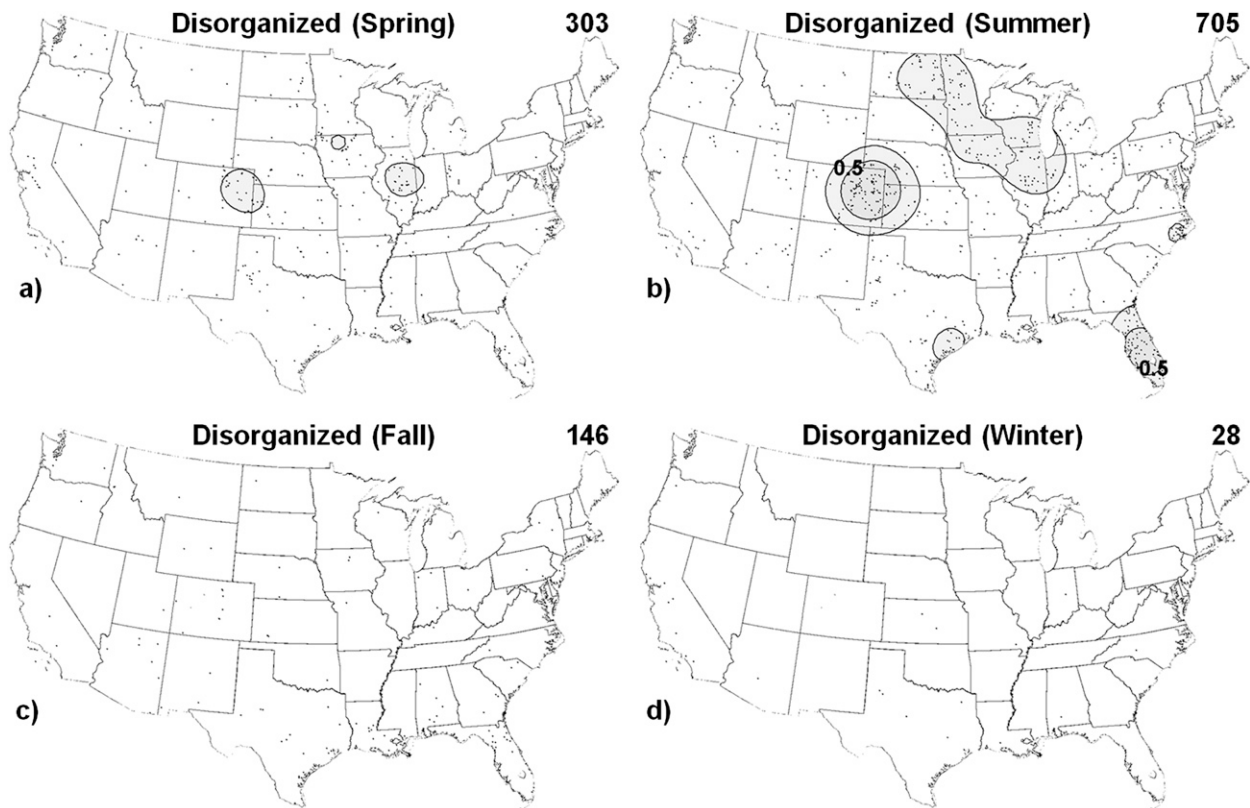 Disorganized (Spring) 303
Disorganized (Summer) 705
0.5
a)
b)
0.5
Disorganized (Fall) 146
Disorganized (Winter) 28
c)
d)